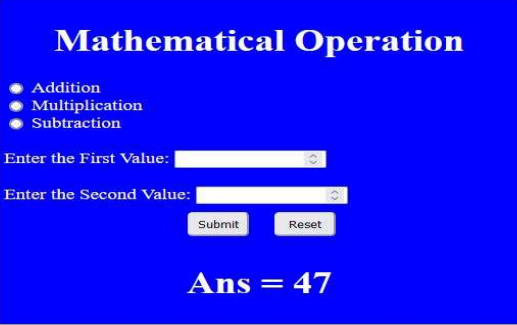 Mathematical Operation
Addition
Multiplication
Subtraction
Enter the First Value:
Enter the Second Value:
Submit Reset
Ans = 47